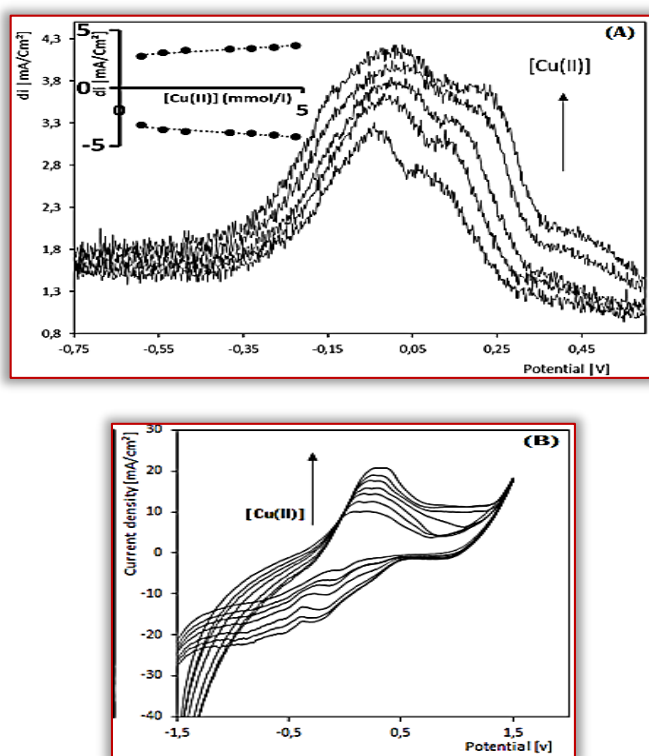 (A)
di [mA/Cm²]
4,3
3,8
3,3
2,8
2,3
1,8
1,3
0,8
-0,75 -0,55 -0,35 -0,15 0,05 0,25 0,45
Potential [V]
[Cu(II)]
5
0
-5
di [mA/Cm²]
[Cu(II)] (mmol/l)
0 5
(B)
Current density [mA/cm²]
30
20
10
0
-10
-20
-30
-40
-1,5 -0,5 0,5 1,5
Potential [v]
[Cu(II)]